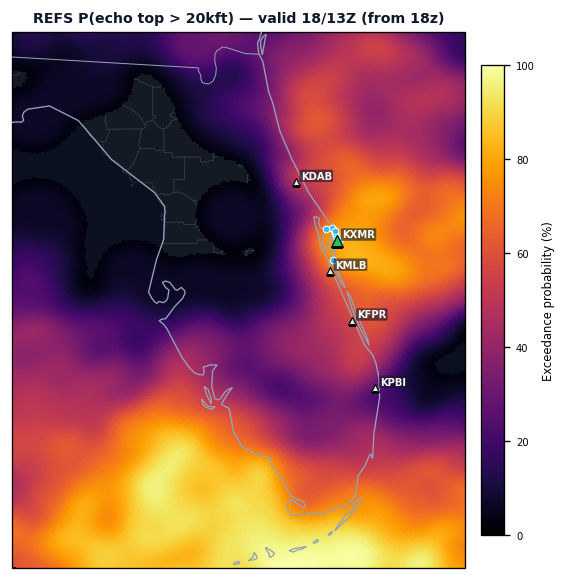 REFS P(echo top > 20kft) — valid 18/13Z (from 18z)
KDAB
KXMR
KMLB
KFPR
KPBI
100
80
60
40
20
0
Exceedance probability (%)